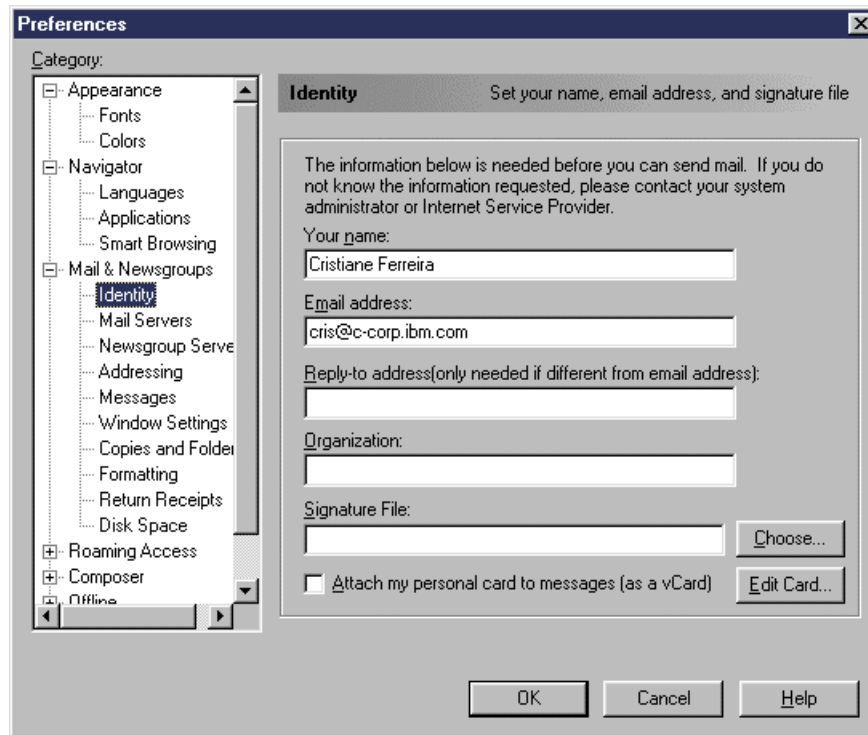 Preferences
Category:
Appearance
Fonts
Colors
Navigator
Languages
Applications
Smart Browsing
Mail & Newsgroups
Identity
Mail Servers
Newsgroup Serve
Addressing
Messages
Window Settings
Copies and Folder
Formatting
Return Receipts
Disk Space
Roaming Access
Composer
Offline
Identity Set your name, email address, and signature file
The information below is needed before you can send mail. If you do
not know the information requested, please contact your system
administrator or Internet Service Provider.
Your name:
Cristiane Ferreira
Email address:
cris@c-corp.ibm.com
Reply-to address(only needed if different from email address):
Organization:
Signature File:
Choose...
Attach my personal card to messages (as a vCard)
Edit Card...
OK Cancel Help